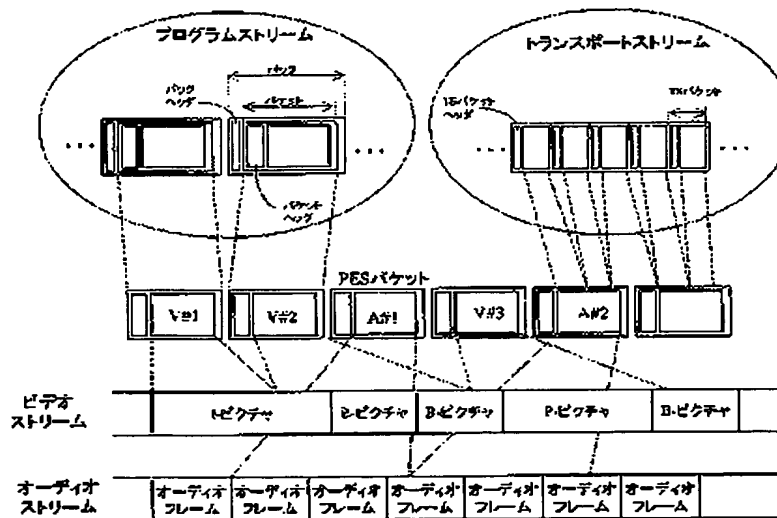 プログラムストリーム
トランスポートストリーム
パック
パック
ヘッダ
パケット
パケット
ヘッダ
TSパケット
ヘッダ
TSパケット
PESパケット
V#1
V#2
A#1
V#3
A#2
ビデオ
ストリーム
I-ピクチャ
B-ピクチャ
B-ピクチャ
P-ピクチャ
B-ピクチャ
オーディオ
ストリーム
オーディオ
フレーム
オーディオ
フレーム
オーディオ
フレーム
オーディオ
フレーム
オーディオ
フレーム
オーディオ
フレーム
オーディオ
フレーム